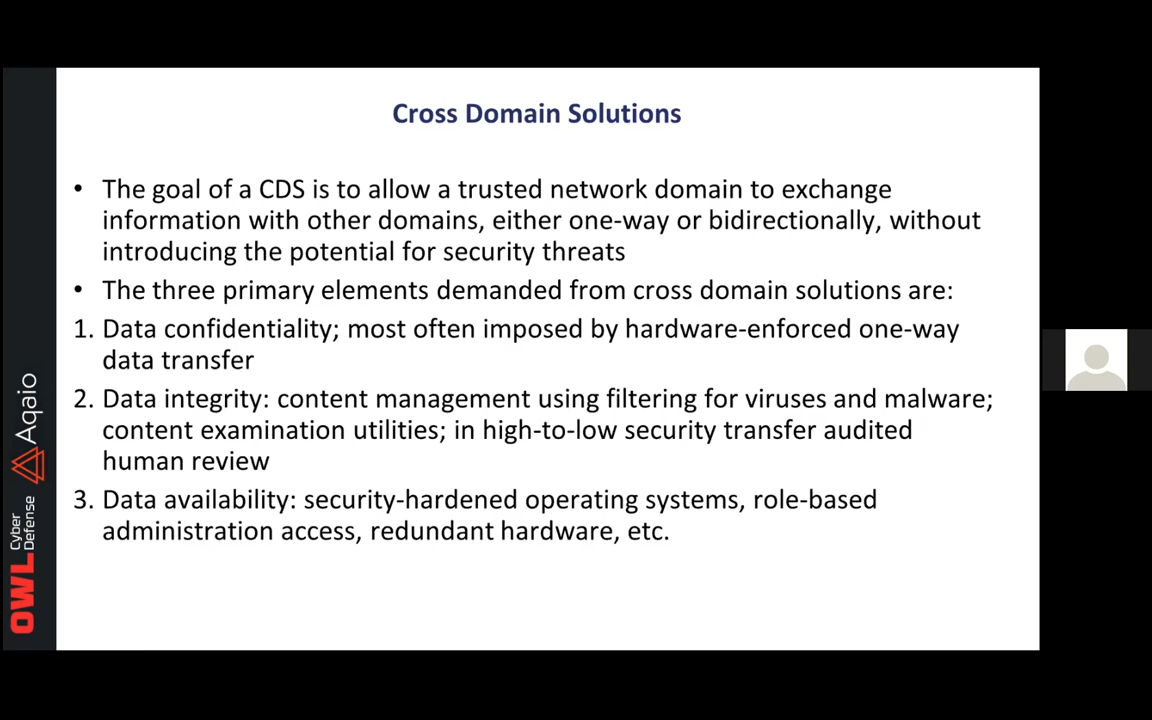 Cross Domain Solutions
• The goal of a CDS is to allow a trusted network domain to exchange
information with other domains, either one-way or bidirectionally, without
introducing the potential for security threats
• The three primary elements demanded from cross domain solutions are:
1. Data confidentiality; most often imposed by hardware-enforced one-way
data transfer
2. Data integrity: content management using filtering for viruses and malware;
content examination utilities; in high-to-low security transfer audited
human review
3. Data availability: security-hardened operating systems, role-based
administration access, redundant hardware, etc.
OWL Cyber
Defense
Aqaio